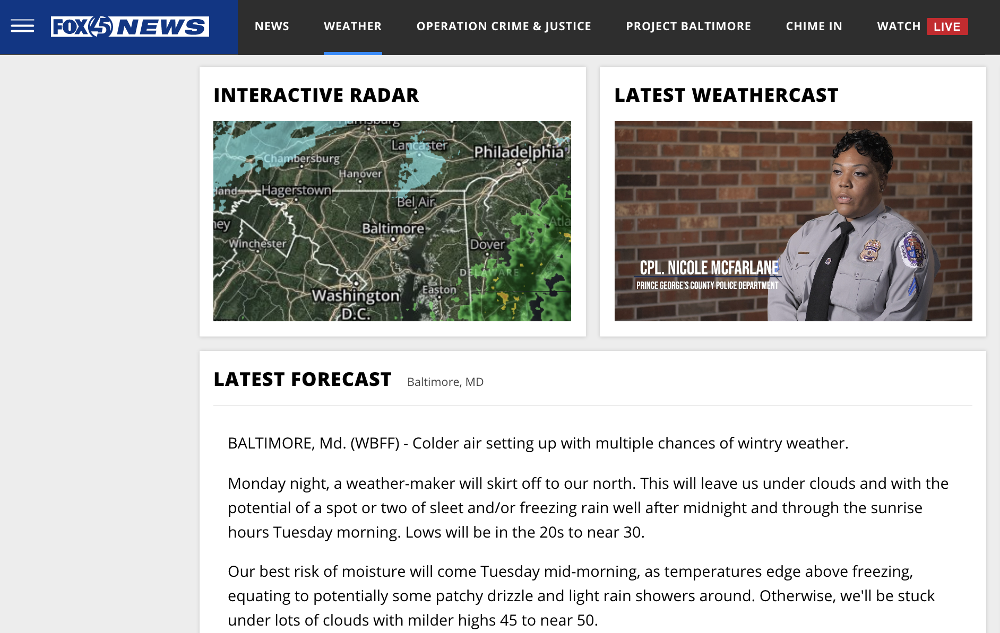 FOX45 NEWS
NEWS
WEATHER
OPERATION CRIME & JUSTICE
PROJECT BALTIMORE
CHIME IN
WATCH LIVE
INTERACTIVE RADAR
Harrisburg
Lancaster
Philadelphia
Chambersburg
Hanover
land
Hagerstown
Bel Air
ney
Atla
Baltimore
Winchester
Dover
DELAWARE
Easton
Washington
D.C.
LATEST WEATHERCAST
CPL. NICOLE MCFARLANE
PRINCE GEORGE'S COUNTY POLICE DEPARTMENT
LATEST FORECAST Baltimore, MD
BALTIMORE, Md. (WBFF) - Colder air setting up with multiple chances of wintry weather.
Monday night, a weather-maker will skirt off to our north. This will leave us under clouds and with the
potential of a spot or two of sleet and/or freezing rain well after midnight and through the sunrise
hours Tuesday morning. Lows will be in the 20s to near 30.
Our best risk of moisture will come Tuesday mid-morning, as temperatures edge above freezing,
equating to potentially some patchy drizzle and light rain showers around. Otherwise, we'll be stuck
under lots of clouds with milder highs 45 to near 50.